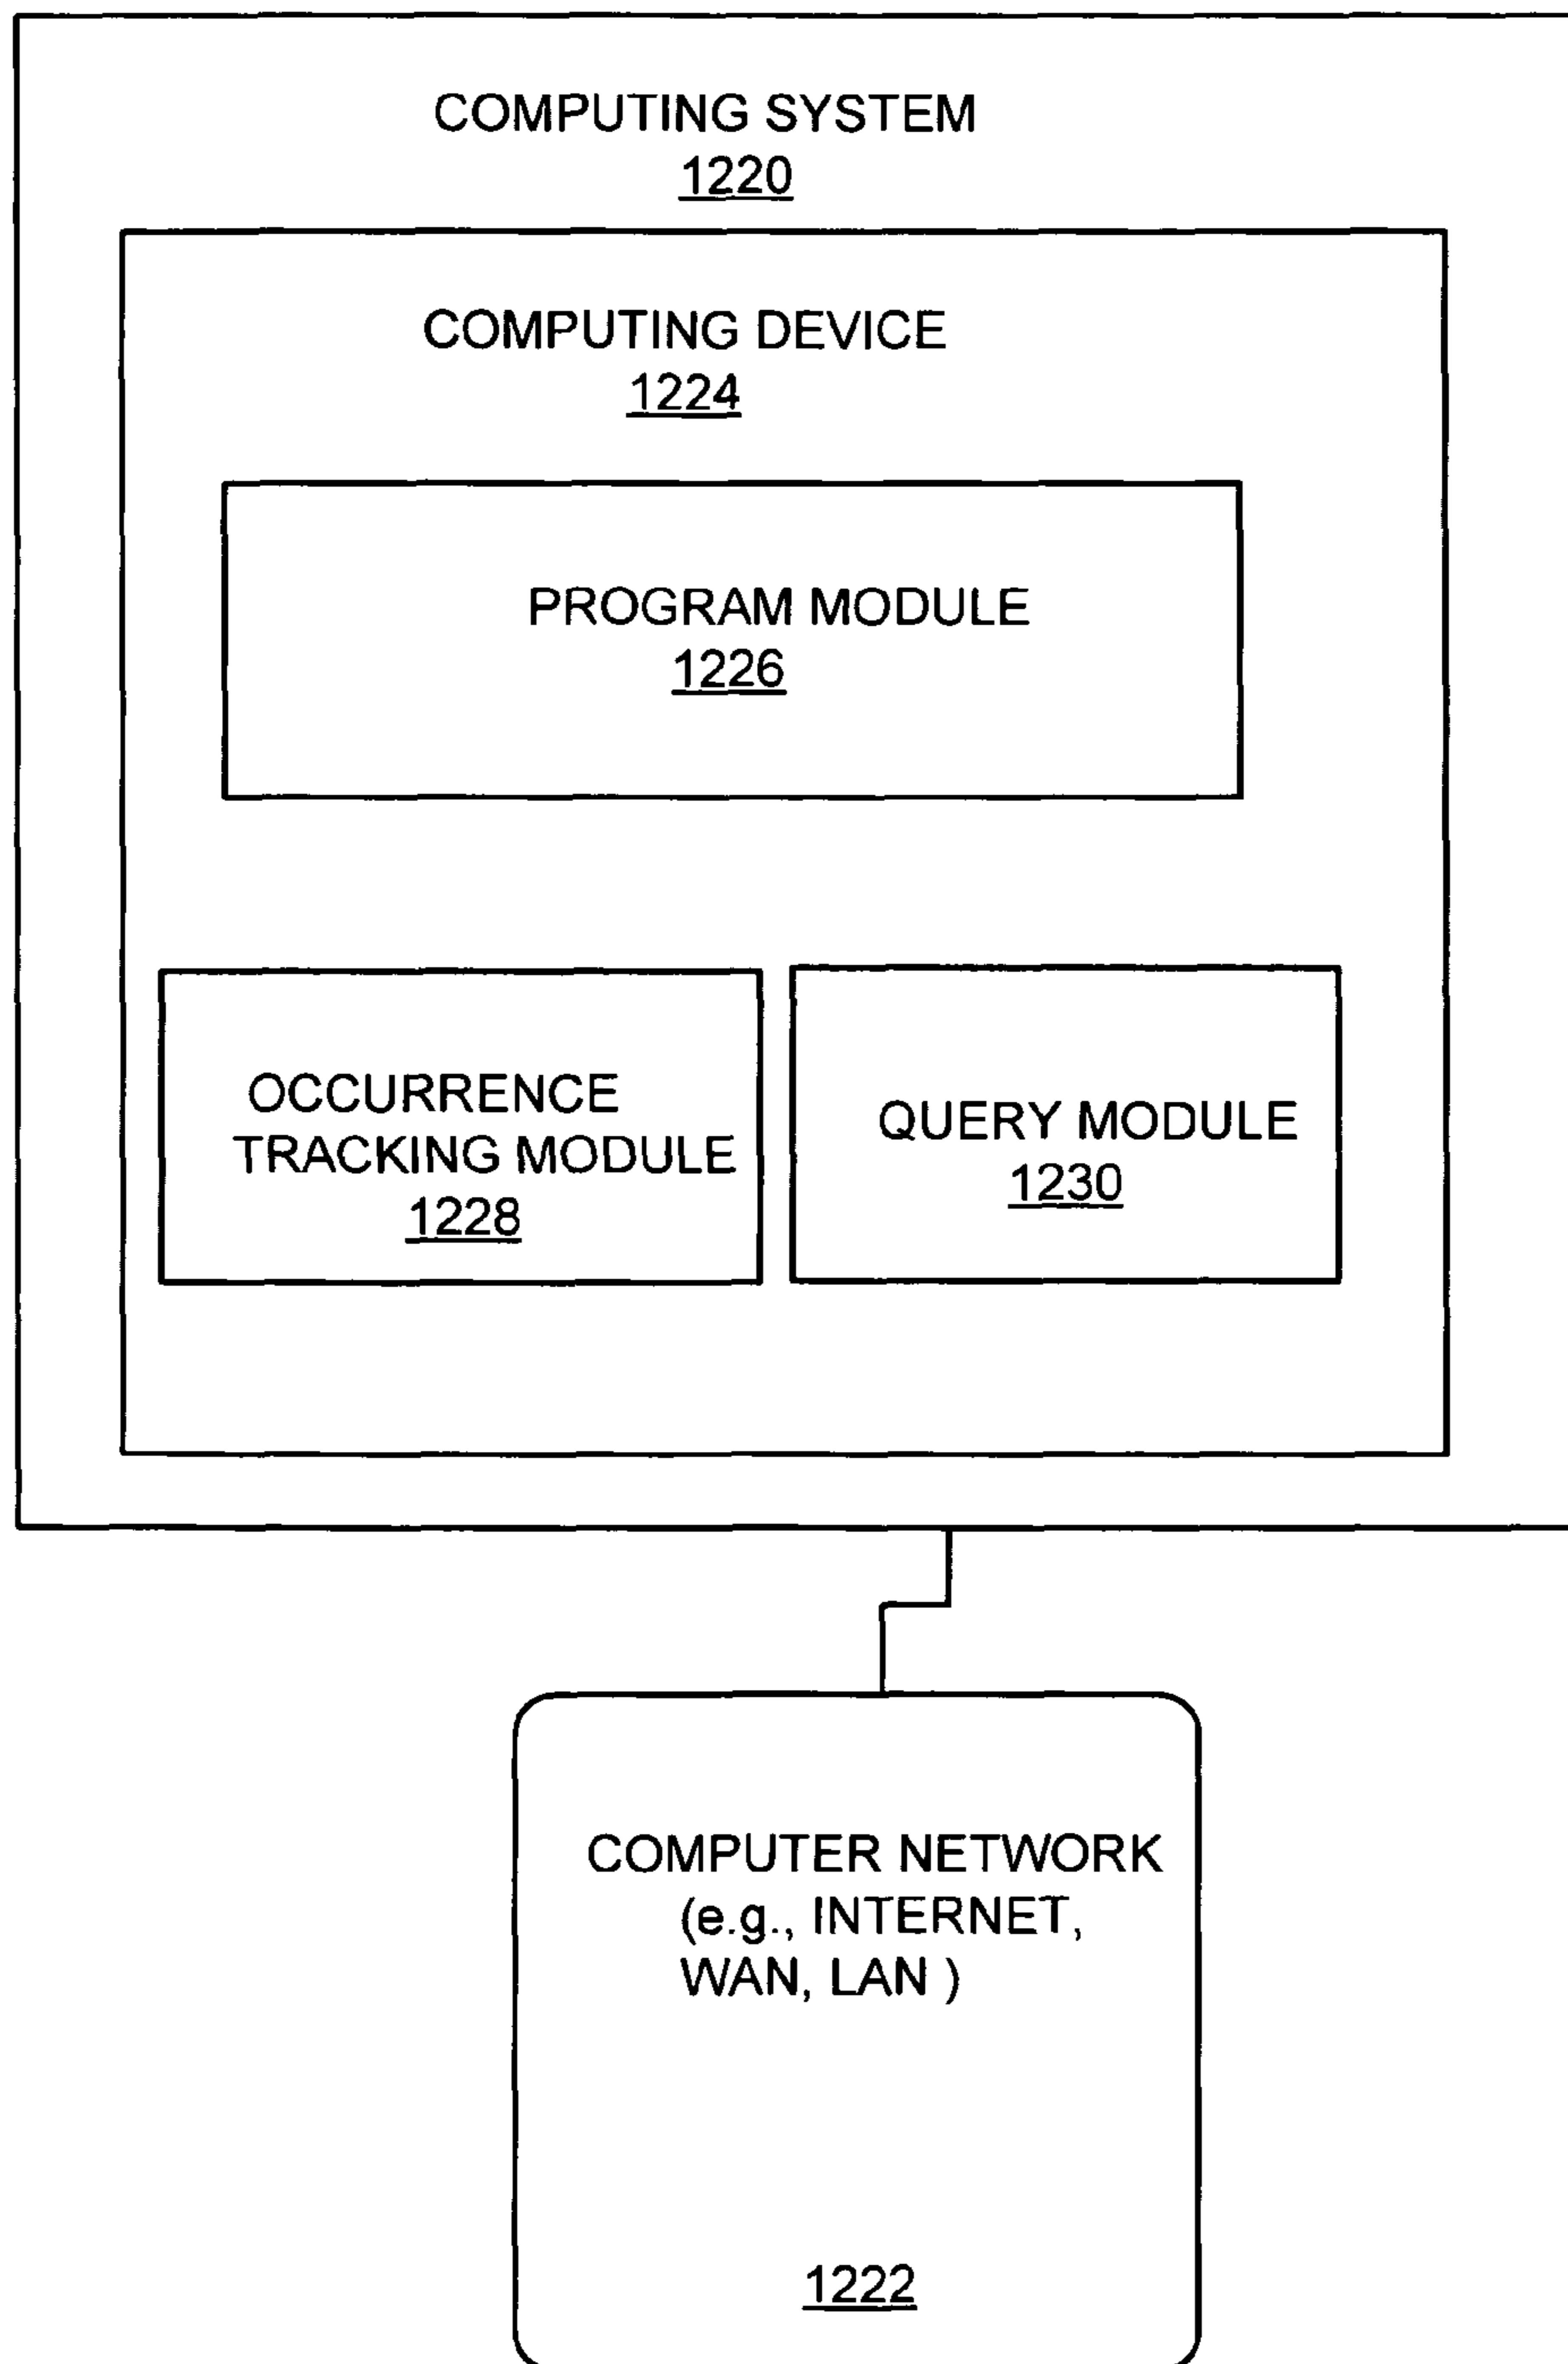 COMPUTING SYSTEM
1220
COMPUTING DEVICE
1224
PROGRAM MODULE
1226
OCCURRENCE
TRACKING MODULE
1228
QUERY MODULE
1230
COMPUTER NETWORK
(e.g., INTERNET,
WAN, LAN )
1222